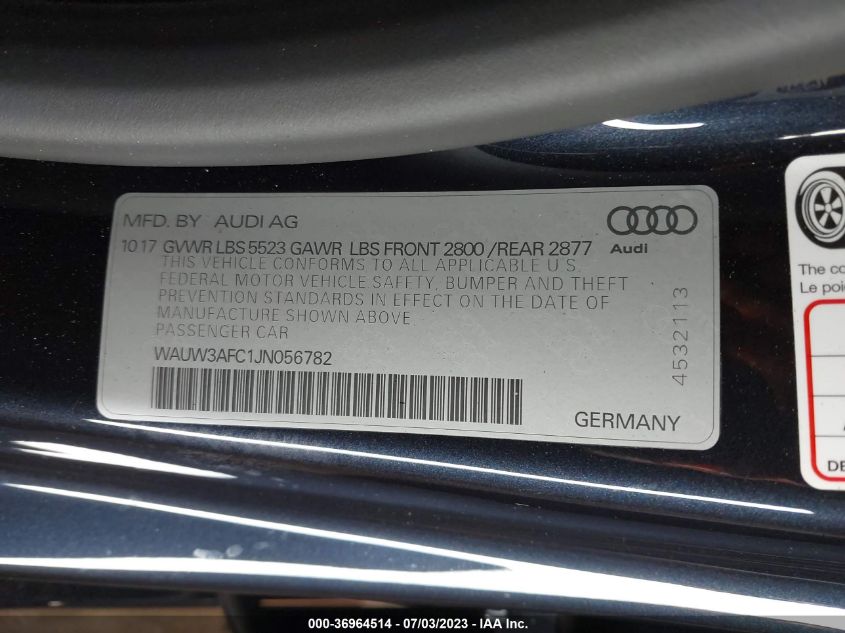 MFD. BY AUDI AG
Audi
10 17 GVWR LBS 5523 GAWR LBS FRONT 2800 /REAR 2877
THIS VEHICLE CONFORMS TO ALL APPLICABLE U.S.
FEDERAL MOTOR VEHICLE SAFTY, BUMPER AND THEFT
PREVENTION STANDARDS IN EFFECT ON THE DATE OF
MANUFACTURE SHOWN ABOVE.
PASSENGER CAR
WAUW3AFC1JN056782
GERMANY
4532113
The co
Le poi
A
DE
000-36964514 / 07/03/2023 - IAA Inc.